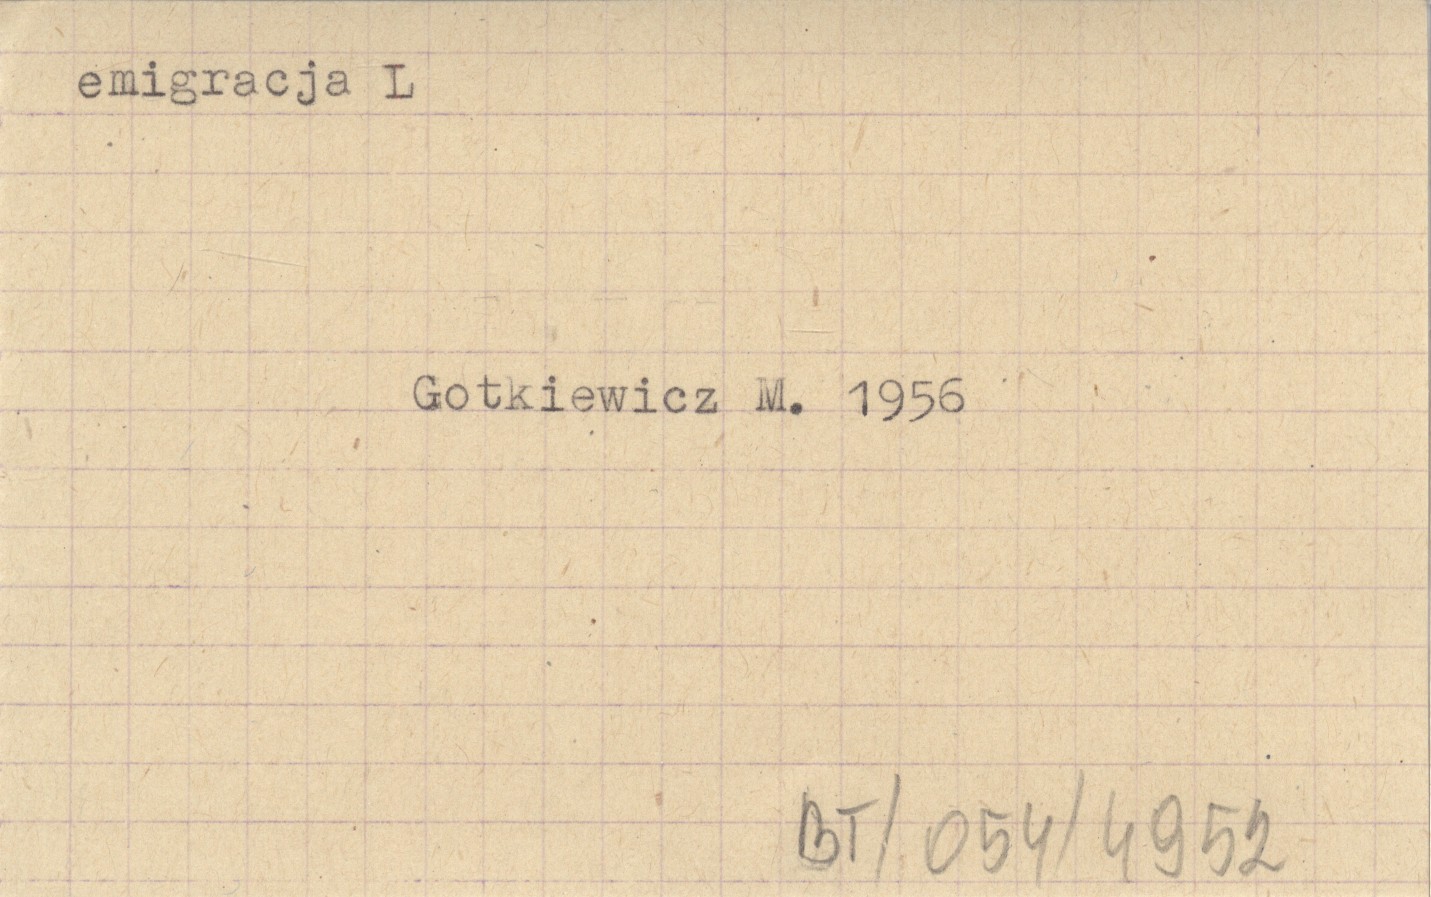 emigracja L
Gotkiewicz M. 1956
BT/054/4952